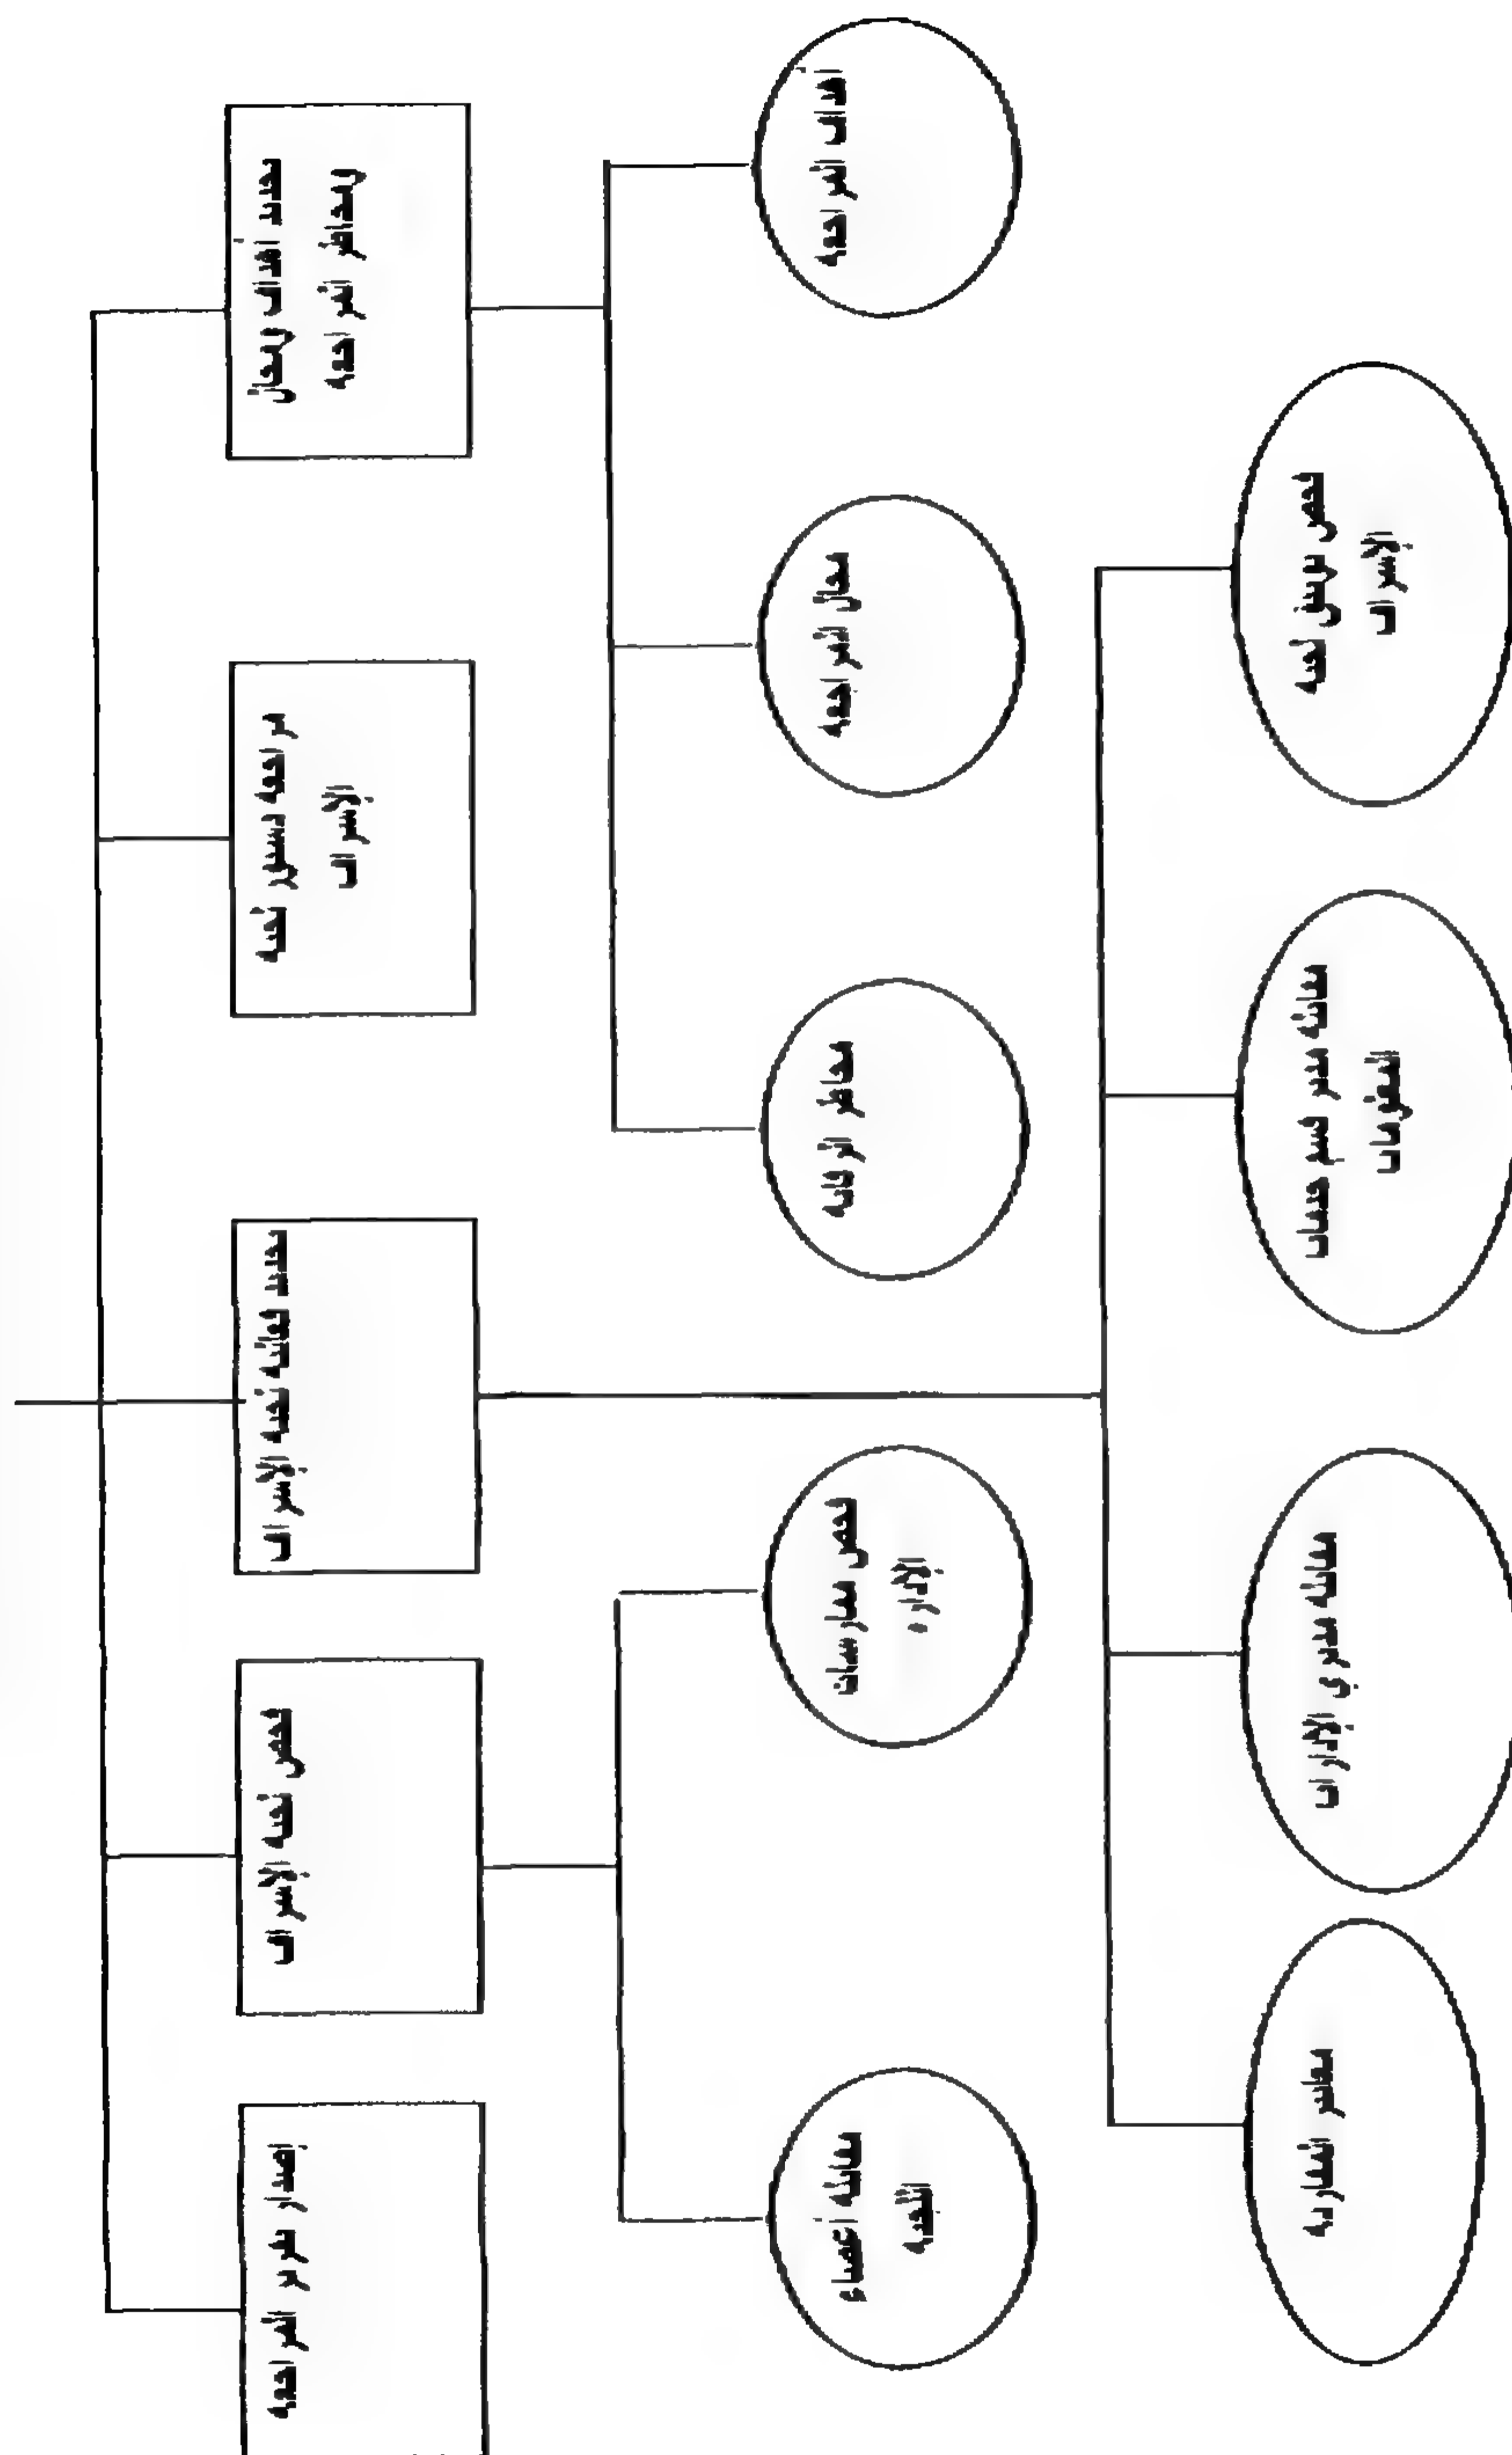 تحديد أهداف ومجال
ومخاطر المراجعة
مراجعة دستور لجنة
الإشراف
تحديد فعالية لجنة الإشراف
فحص لجنة الإشراف
إصدار تقرير المراجعة
أهداف المراجعة
مجال المراجعة
مخاطر الرقابة
فحص ممارسات
الإدارة
مقابلة أعضاء
اللجنة
فحص لجنة
الإشراف
مقابلة مدير قسم خدمات
المعلومات
مقابلة مديري الإدارات
معايير المقارنة